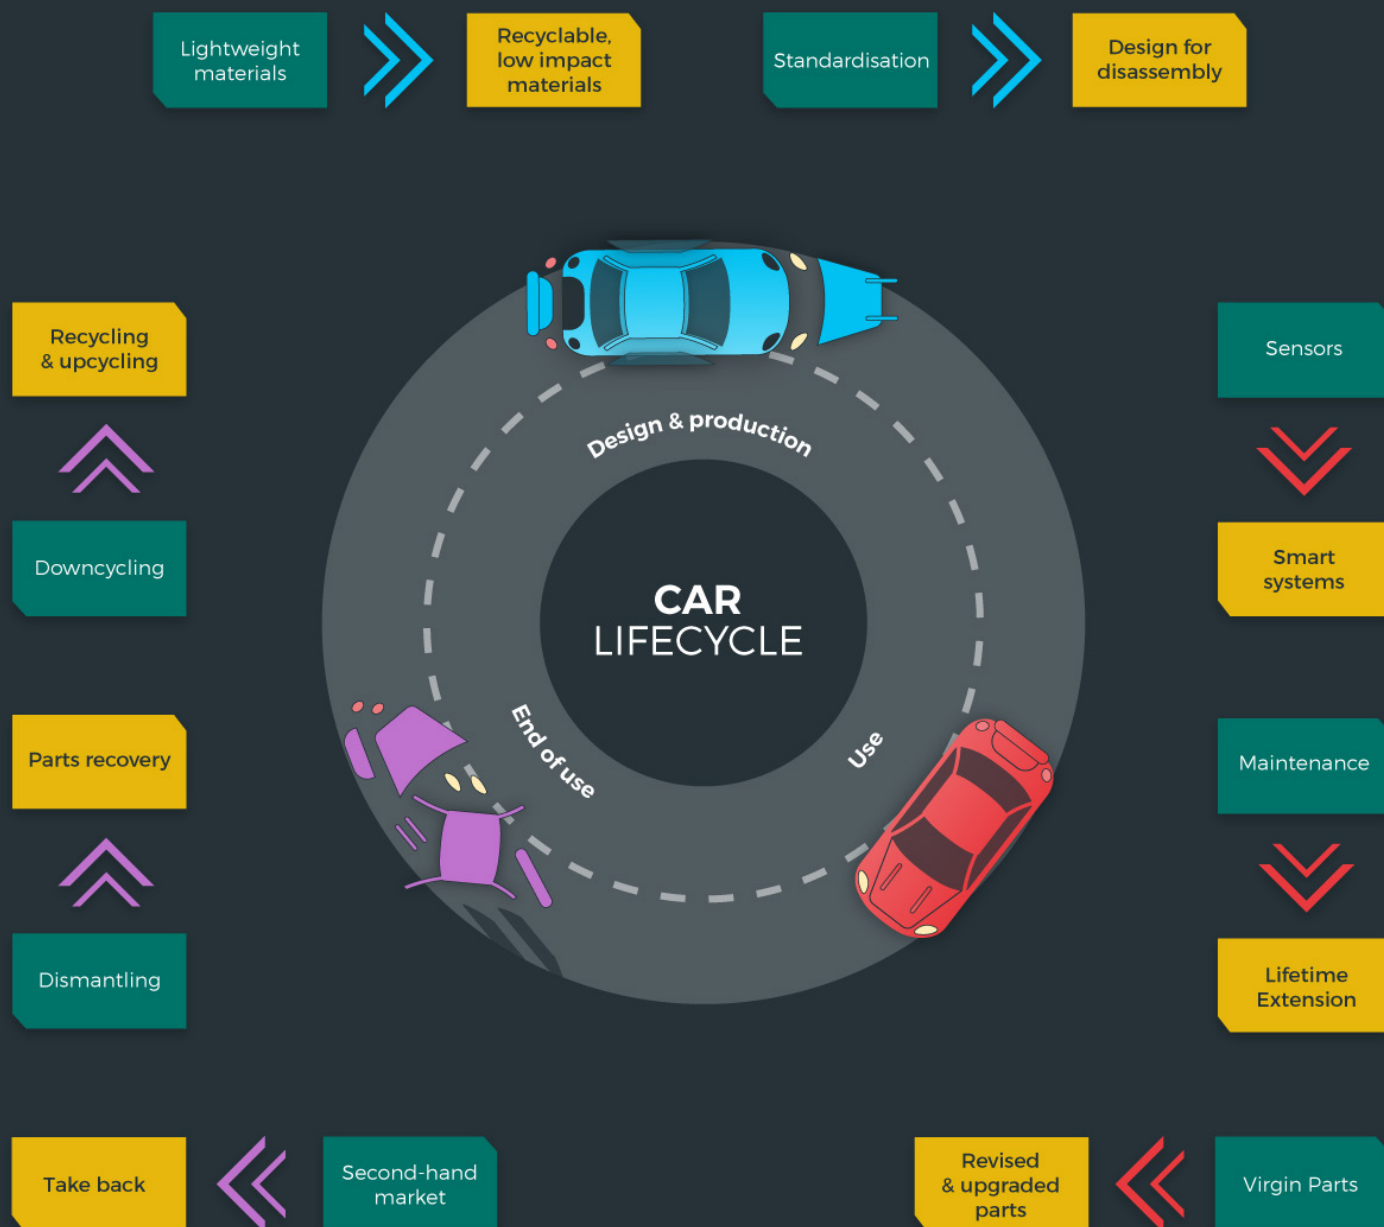 Lightweight
materials
Recyclable,
low impact
materials
Standardisation
Design for
disassembly
Recycling
& upcycling
Sensors
Design & production
Downcycling
Smart
systems
CAR
LIFECYCLE
End of use
Use
Parts recovery
Maintenance
Dismantling
Lifetime
Extension
Take back
Second-hand
market
Revised
& upgraded
parts
Virgin Parts